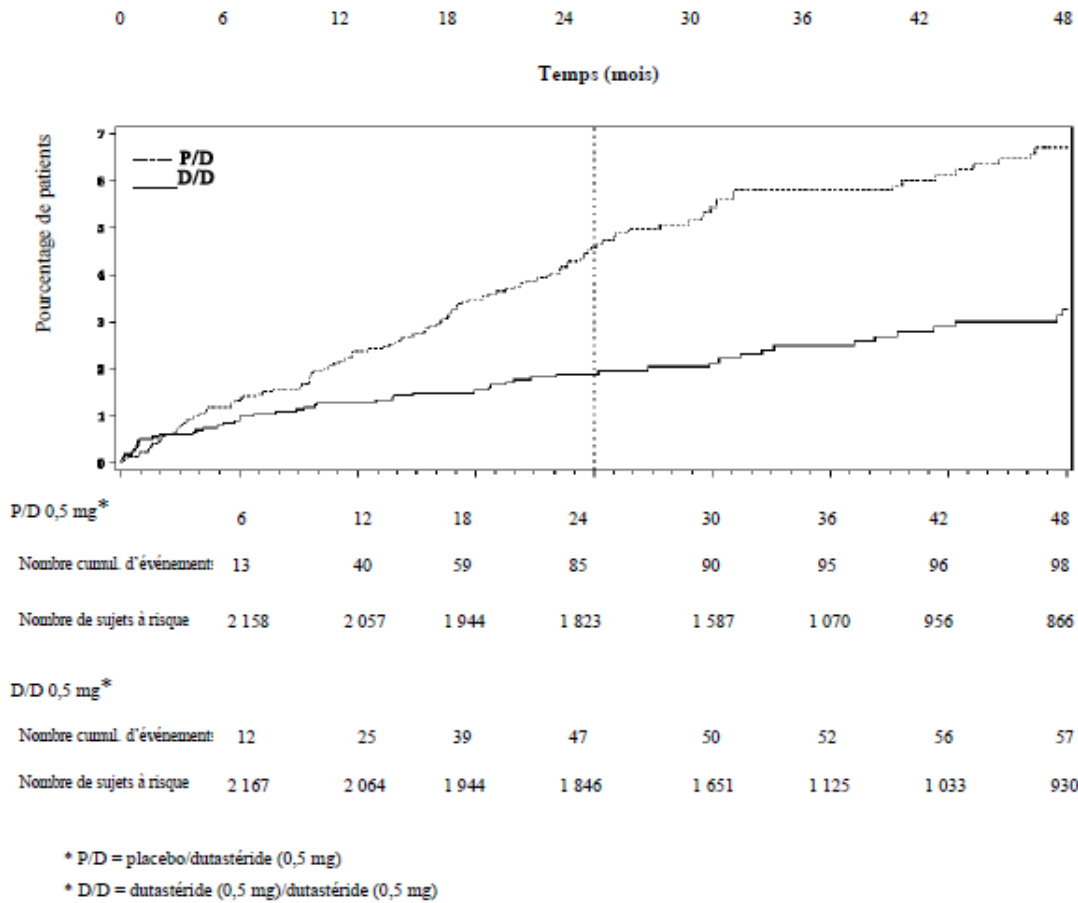 0 6 12 18 24 30 36 42 48
Temps (mois)
Pourcentage de patients
7
6
5
4
3
2
1
0
P/D
D/D
P/D 0,5 mg* 6 12 18 24 30 36 42 48
Nombre cumul. d'événements 13 40 59 85 90 95 96 98
Nombre de sujets à risque 2 158 2 057 1 944 1 823 1 587 1 070 956 866
D/D 0,5 mg*
Nombre cumul. d'événements 12 25 39 47 50 52 56 57
Nombre de sujets à risque 2 167 2 064 1 944 1 846 1 651 1 125 1 033 930
* P/D = placebo/dutastéride (0,5 mg)
* D/D = dutastéride (0,5 mg)/dutastéride (0,5 mg)